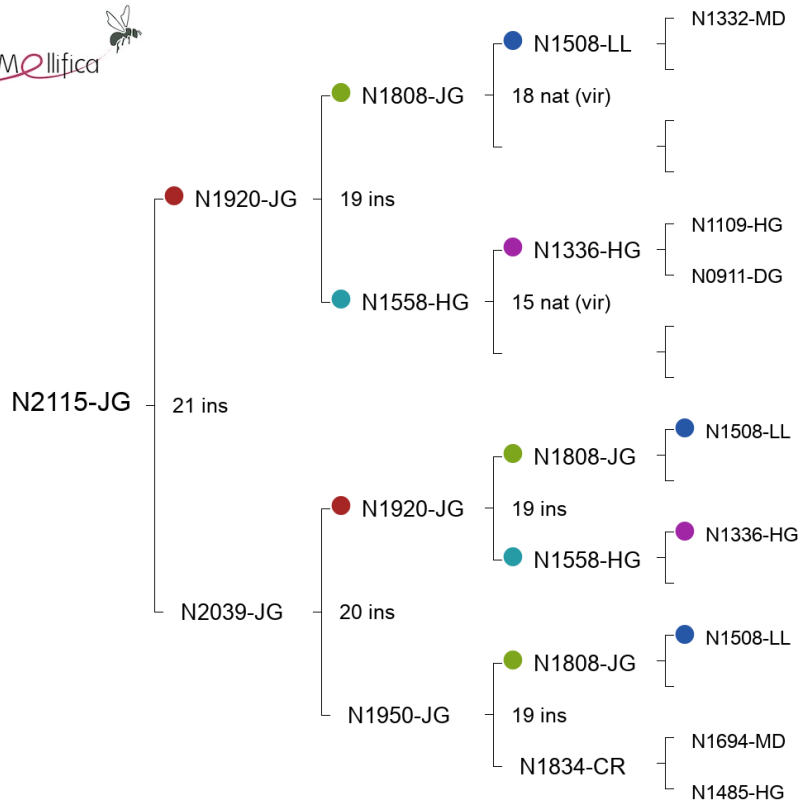 Mellifica
N1332-MD
N1508-LL
N1808-JG
18 nat (vir)
N1920-JG
19 ins
N1109-HG
N1336-HG
N0911-DG
N1558-HG
15 nat (vir)
N2115-JG
21 ins
N1508-LL
N1808-JG
N1920-JG
19 ins
N1336-HG
N1558-HG
N2039-JG
20 ins
N1508-LL
N1808-JG
N1950-JG
19 ins
N1694-MD
N1834-CR
N1485-HG